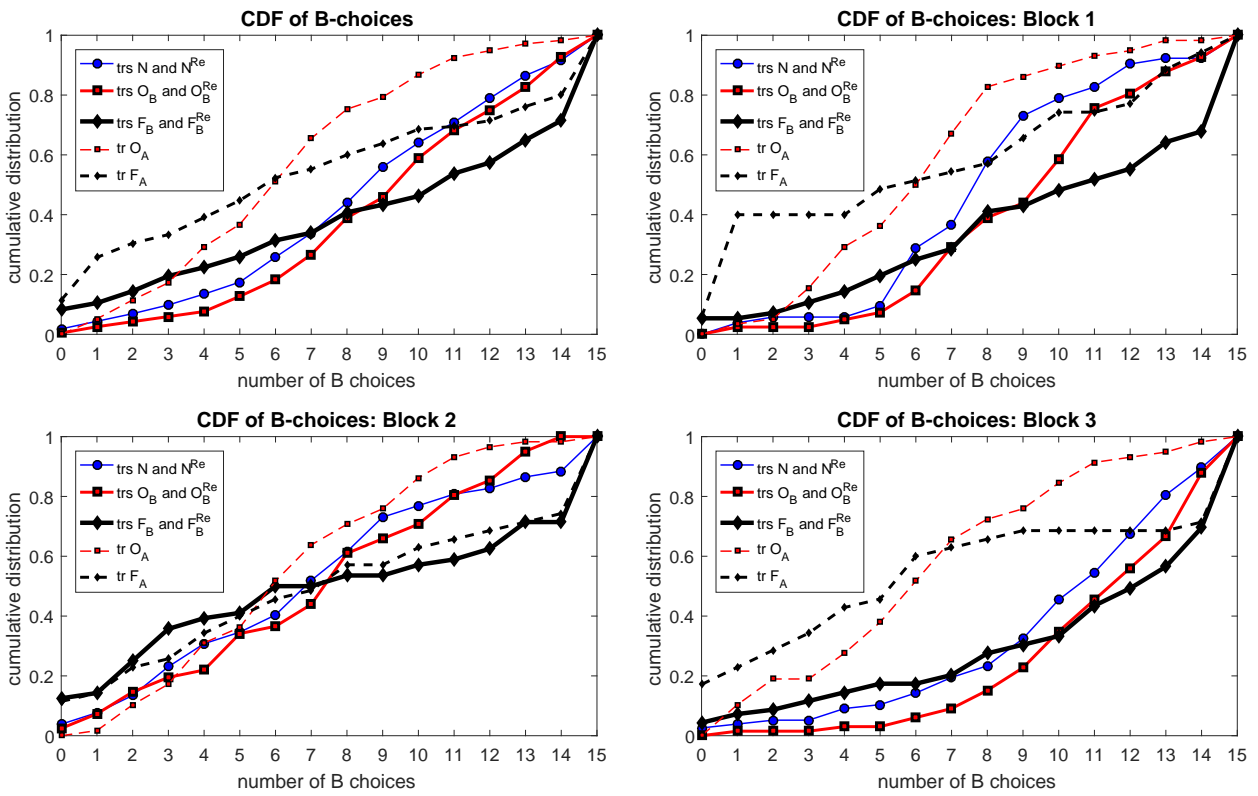 CDF of B-choices
1
0.8
0.6
0.4
0.2
0
cumulative distribution
trs N and N^Re
trs O_B and O_B^Re
trs F_B and F_B^Re
tr O_A
tr F_A
0 1 2 3 4 5 6 7 8 9 10 11 12 13 14 15
number of B choices
CDF of B-choices: Block 1
1
0.8
0.6
0.4
0.2
0
cumulative distribution
trs N and N^Re
trs O_B and O_B^Re
trs F_B and F_B^Re
tr O_A
tr F_A
0 1 2 3 4 5 6 7 8 9 10 11 12 13 14 15
number of B choices
CDF of B-choices: Block 2
1
0.8
0.6
0.4
0.2
0
cumulative distribution
trs N and N^Re
trs O_B and O_B^Re
trs F_B and F_B^Re
tr O_A
tr F_A
0 1 2 3 4 5 6 7 8 9 10 11 12 13 14 15
number of B choices
CDF of B-choices: Block 3
1
0.8
0.6
0.4
0.2
0
cumulative distribution
trs N and N^Re
trs O_B and O_B^Re
trs F_B and F_B^Re
tr O_A
tr F_A
0 1 2 3 4 5 6 7 8 9 10 11 12 13 14 15
number of B choices